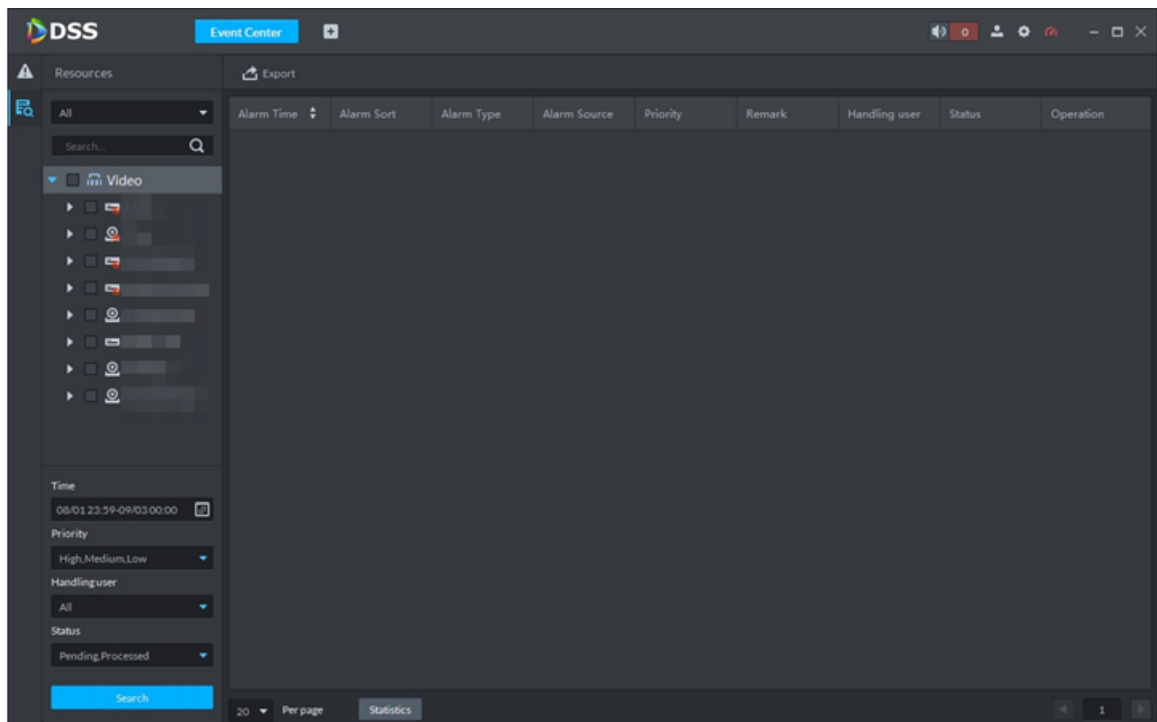 DSS Event Center 0
Resources Export
All
Alarm Time Alarm Sort Alarm Type Alarm Source Priority Remark Handling user Status Operation
Search...
Video
Time
08/01 23:59-09/03 00:00
Priority
High,Medium,Low
Handling user
All
Status
Pending,Processed
Search
20 Per page Statistics 1